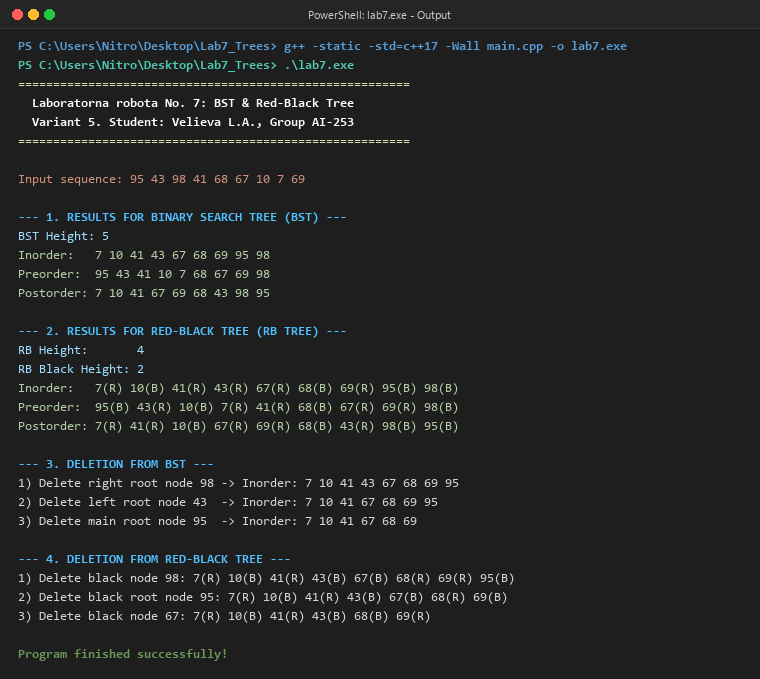 PowerShell: lab7.exe - Output
PS C:\Users\Nitro\Desktop\Lab7_Trees> g++ -static -std=c++17 -Wall main.cpp -o lab7.exe
PS C:\Users\Nitro\Desktop\Lab7_Trees> .\lab7.exe
========================================================
  Laboratorna robota No. 7: BST & Red-Black Tree
  Variant 5. Student: Velieva L.A., Group AI-253
========================================================
Input sequence: 95 43 98 41 68 67 10 7 69
--- 1. RESULTS FOR BINARY SEARCH TREE (BST) ---
BST Height: 5
Inorder:   7 10 41 43 67 68 69 95 98
Preorder:  95 43 41 10 7 68 67 69 98
Postorder: 7 10 41 67 69 68 43 98 95
--- 2. RESULTS FOR RED-BLACK TREE (RB TREE) ---
RB Height:       4
RB Black Height: 2
Inorder:   7(R) 10(B) 41(R) 43(R) 67(R) 68(B) 69(R) 95(B) 98(B)
Preorder:  95(B) 43(R) 10(B) 7(R) 41(R) 68(B) 67(R) 69(R) 98(B)
Postorder: 7(R) 41(R) 10(B) 67(R) 69(R) 68(B) 43(R) 98(B) 95(B)
--- 3. DELETION FROM BST ---
1) Delete right root node 98 -> Inorder: 7 10 41 43 67 68 69 95
2) Delete left root node 43  -> Inorder: 7 10 41 67 68 69 95
3) Delete main root node 95  -> Inorder: 7 10 41 67 68 69
--- 4. DELETION FROM RED-BLACK TREE ---
1) Delete black node 98: 7(R) 10(B) 41(R) 43(B) 67(B) 68(R) 69(R) 95(B)
2) Delete black root node 95: 7(R) 10(B) 41(R) 43(B) 67(B) 68(R) 69(B)
3) Delete black node 67: 7(R) 10(B) 41(R) 43(B) 68(B) 69(R)
Program finished successfully!